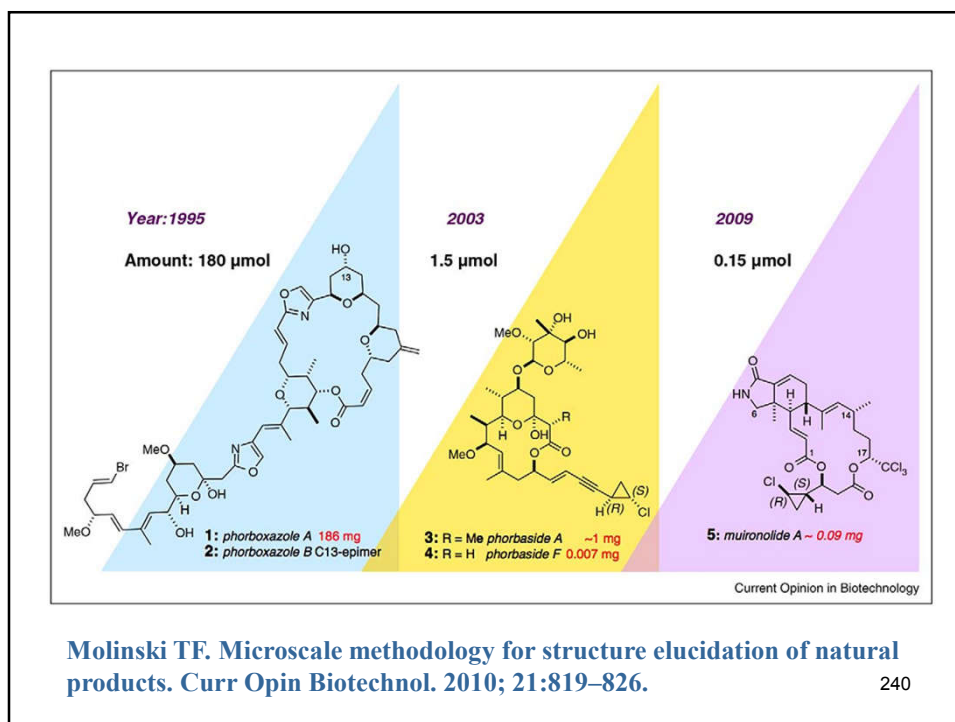 Year:1995
2003
2009
Amount: 180 µmol
1.5 µmol
0.15 µmol
HO
13
O
O
N
O
O
O
O
N
O
MeO
Br
O
OH
MeO
OH
OH
MeO
OH
O
O
O
R
H
OH
O
MeO
O
(S)
H
(R)
Cl
O
HN
6
H
H
14
1
17
O
O
O
CCl3
Cl
(S)
(R)
H
O
1: phorboxazole A 186 mg
2: phorboxazole B C13-epimer
3: R = Me phorbaside A ~1 mg
4: R = H phorbaside F 0.007 mg
5: muironolide A ~ 0.09 mg
Current Opinion in Biotechnology
Molinski TF. Microscale methodology for structure elucidation of natural
products. Curr Opin Biotechnol. 2010; 21:819–826.
240